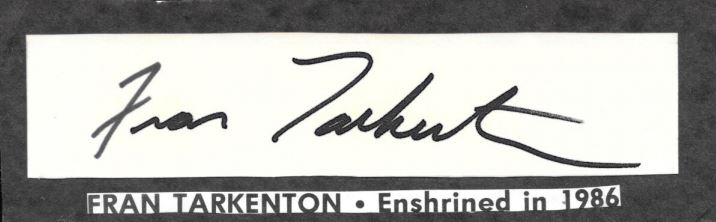 Fran Tarkenton
FRAN TARKENTON • Enshrined in 1986